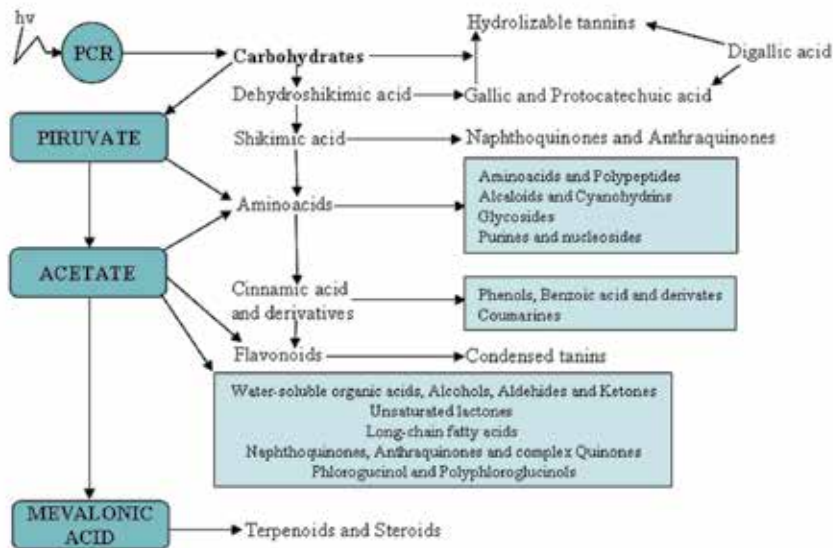 hv
PCR
Carbohydrates
Hydrolizable tannins
Digallic acid
Dehydroshikimic acid
Gallic and Protocatechuic acid
PIRUVATE
Shikimic acid
Naphthoquinones and Anthraquinones
Aminoacids
Aminoacids and Polypeptides
Alcaloids and Cyanohydrins
Glycosides
Purines and nucleosides
ACETATE
Cinnamic acid
and derivatives
Phenols, Benzoic acid and derivates
Coumarines
Flavonoids
Condensed tanins
Water-soluble organic acids, Alcohols, Aldehides and Ketones
Unsaturated lactones
Long-chain fatty acids
Naphthoquinones, Anthraquinones and complex Quinones
Phlorogucinol and Polyphloroglucinols
MEVALONIC
ACID
Terpenoids and Steroids